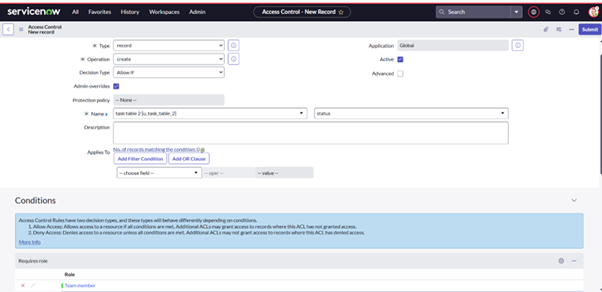 servicenow All Favorites History Workspaces Admin Access Control - New Record ☆ Search
Access Control
New record Submit
* Type record Application Global
* Operation create Active
Decision Type Allow If Advanced
Admin overrides
Protection policy -- None --
* Name task table 2 [u_task_table_2] status
Description
Applies To No. of records matching the condition: 0
Add Filter Condition Add OR Clause
-- choose field -- -- oper -- -- value --
Conditions
Access Control Rules have two decision types, and these types will behave differently depending on conditions.
1. Allow Access: Allows access to a resource if all conditions are met. Additional ACLs may grant access to records where this ACL has not granted access.
2. Deny Access: Denies access to a resource unless all conditions are met. Additional ACLs may not grant access to records where this ACL has denied access.
More Info
Requires role
Role
Team-member